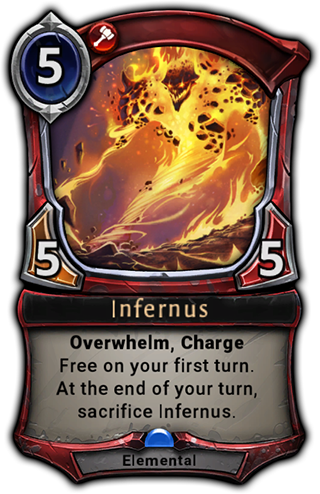 5
5
5
Infernus
Overwhelm, Charge
Free on your first turn.
At the end of your turn,
sacrifice Infernus.
Elemental